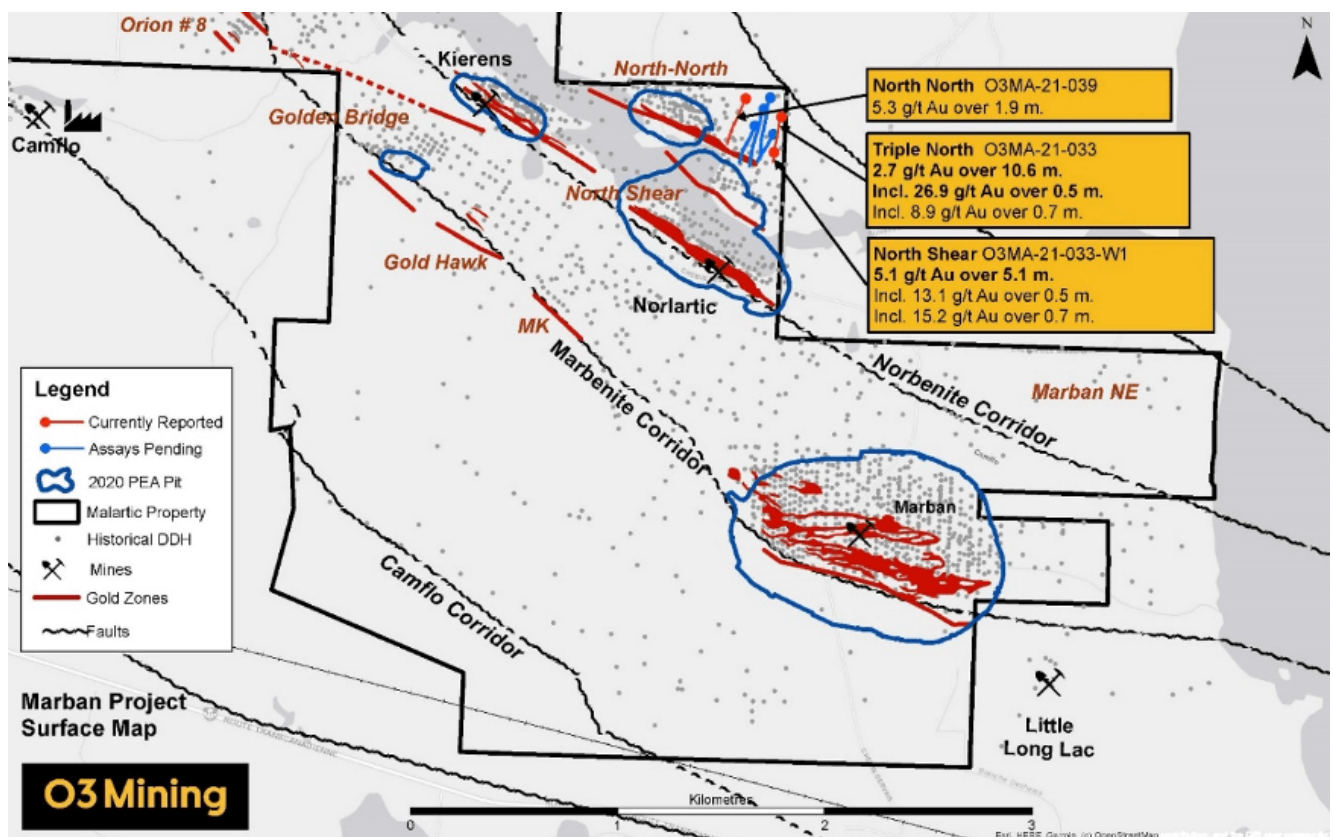 Orion # 8
N
Kierens
North-North
North North O3MA-21-039
5.3 g/t Au over 1.9 m.
Golden Bridge
Camflo
Triple North O3MA-21-033
2.7 g/t Au over 10.6 m.
Incl. 26.9 g/t Au over 0.5 m.
Incl. 8.9 g/t Au over 0.7 m.
North Shear
North Shear O3MA-21-033-W1
5.1 g/t Au over 5.1 m.
Incl. 13.1 g/t Au over 0.5 m.
Incl. 15.2 g/t Au over 0.7 m.
Gold Hawk
Norlartic
MK
Marbenite Corridor
Norbenite Corridor
Marban NE
Legend
Currently Reported
Assays Pending
2020 PEA Pit
Malartic Property
Historical DDH
Mines
Gold Zones
Faults
Marban
Camflo Corridor
Little
Long Lac
Marban Project
Surface Map
ROUTE TRANSCANADIENNE
O3 Mining
Kilometres
0
1
2
3